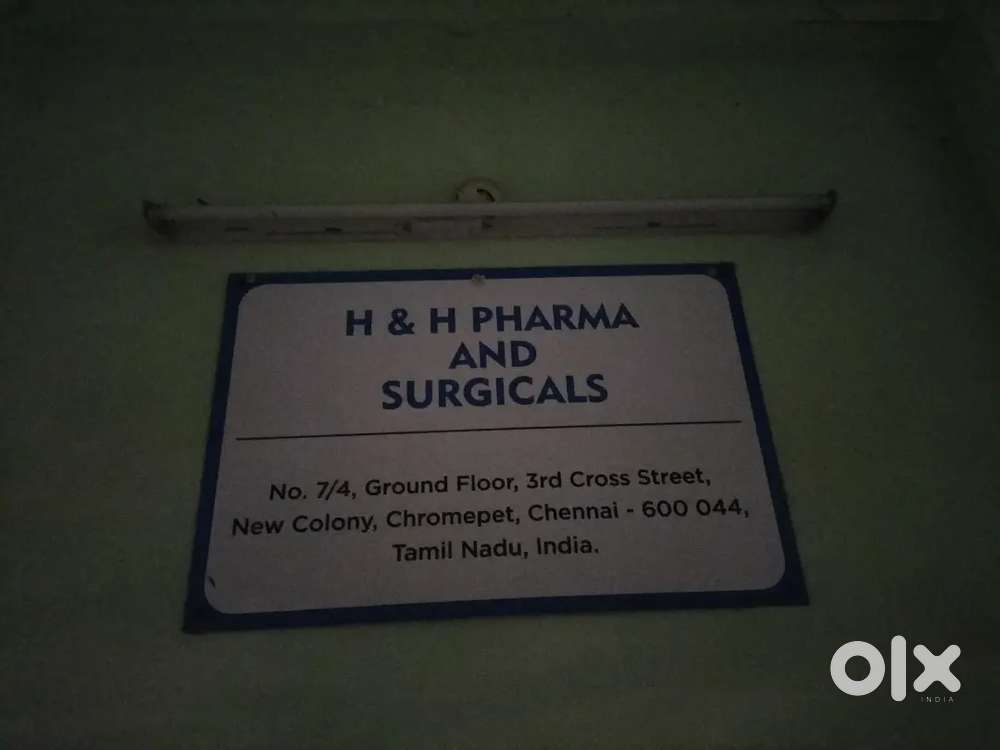 H & H PHARMA
AND
SURGICALS
No. 7/4, Ground Floor, 3rd Cross Street,
New Colony, Chromepet, Chennai - 600 044,
Tamil Nadu, India.
olx
INDIA